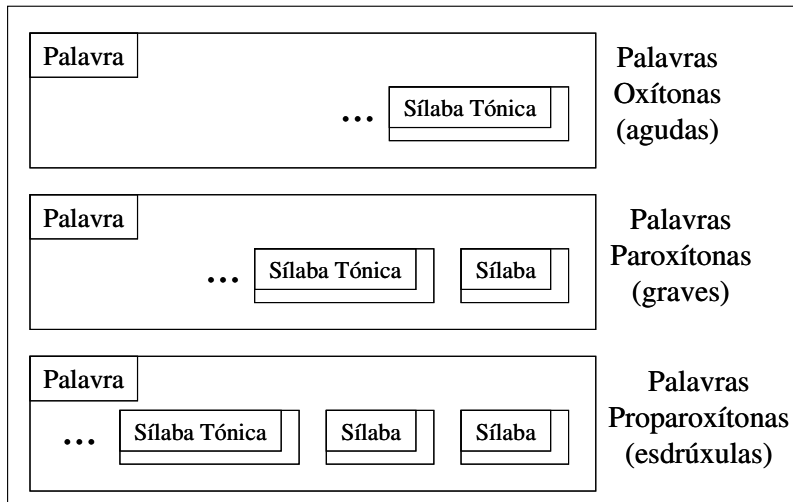 Palavra
... Sílaba Tónica
Palavras
Oxítonas
(agudas)
Palavra
... Sílaba Tónica Sílaba
Palavras
Paroxítonas
(graves)
Palavra
... Sílaba Tónica Sílaba Sílaba
Palavras
Proparoxítonas
(esdrúxulas)